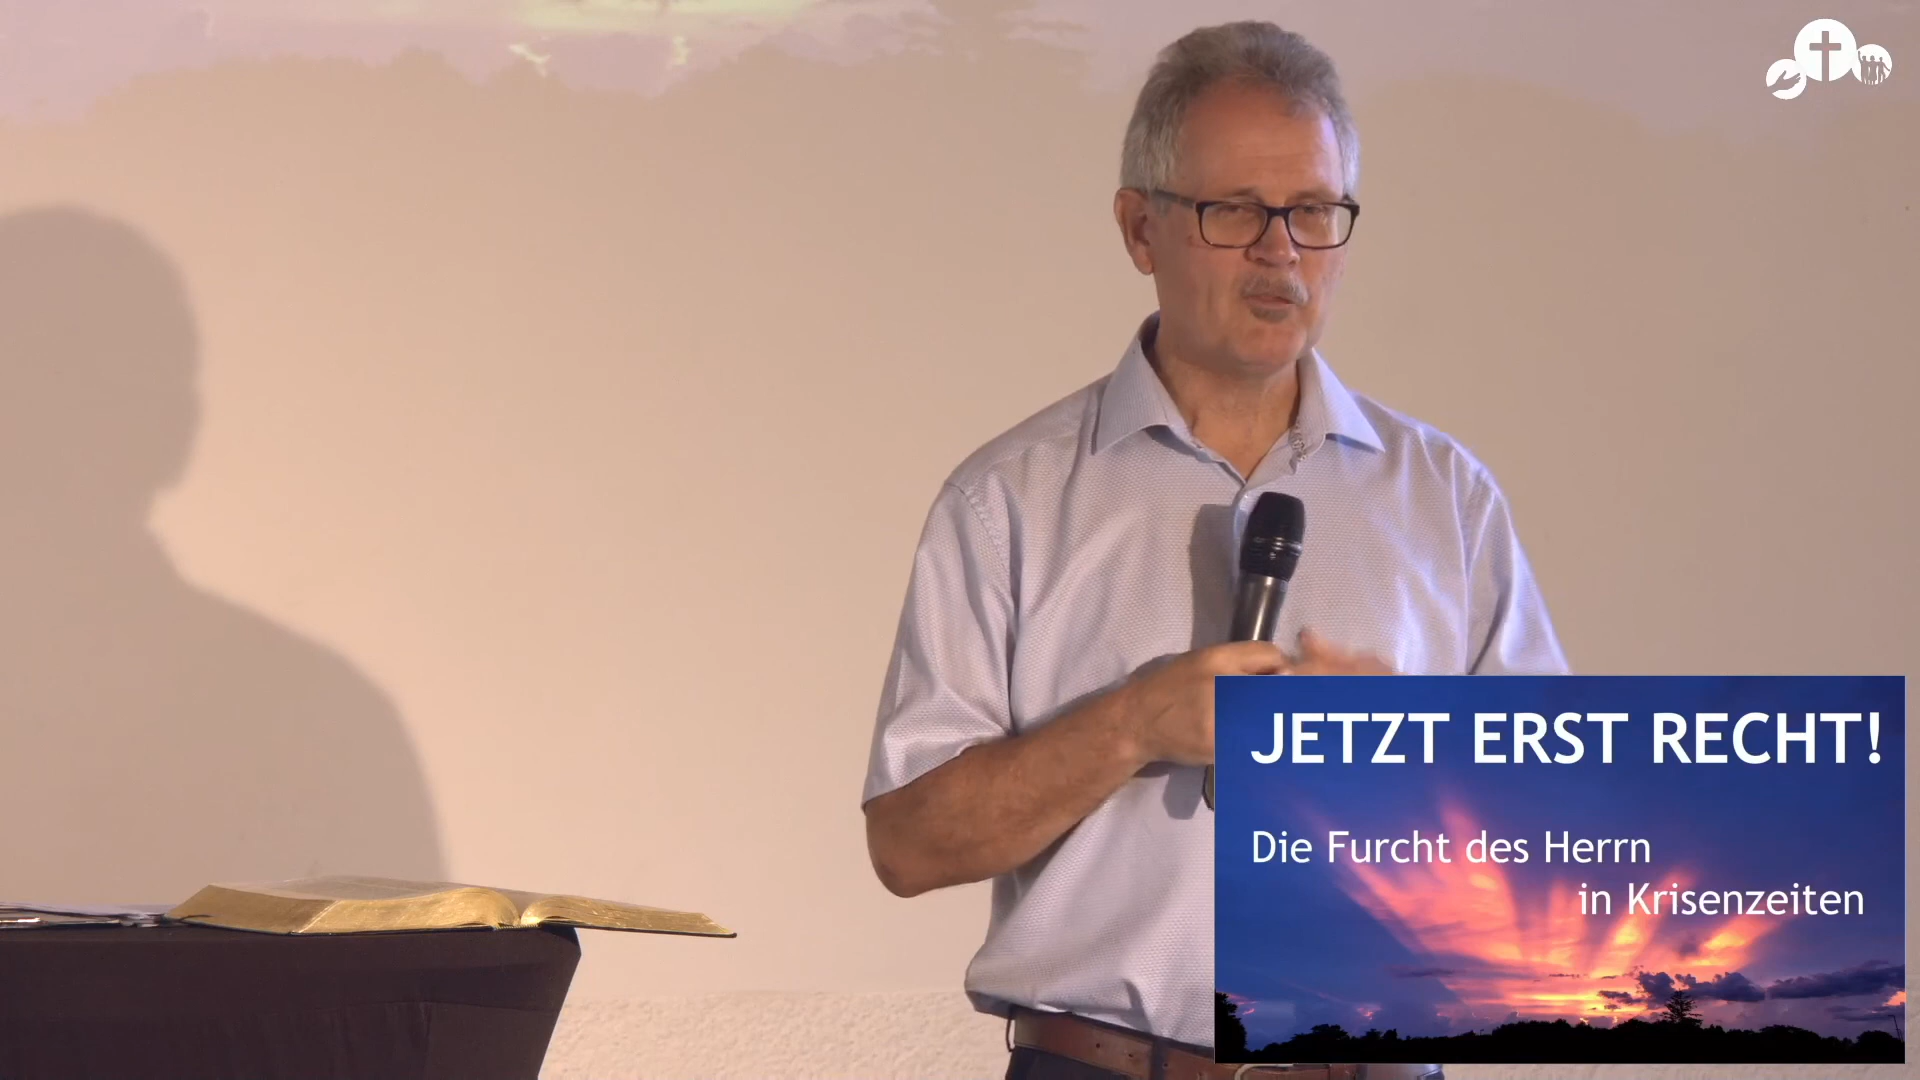 JETZT ERST RECHT!
Die Furcht des Herrn
in Krisenzeiten